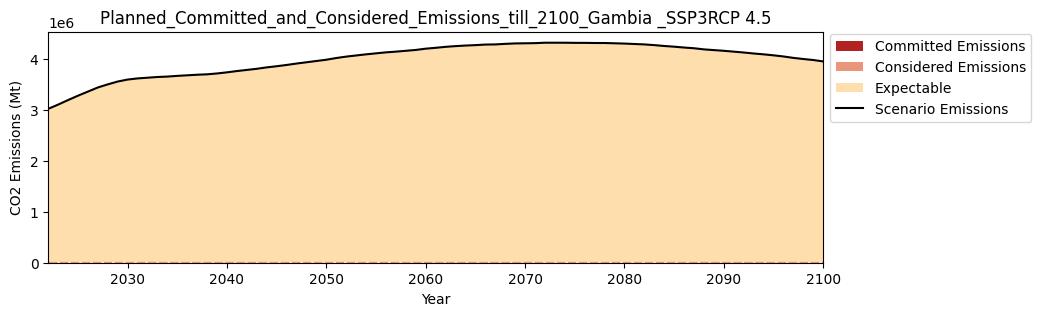 Planned_Committed_and_Considered_Emissions_till_2100_Gambia _SSP3RCP 4.5
1e6
4
3
2
1
0
CO2 Emissions (Mt)
2030 2040 2050 2060 2070 2080 2090 2100
Year
Committed Emissions
Considered Emissions
Expectable
Scenario Emissions